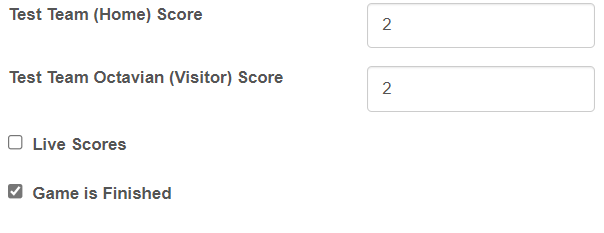 Test Team (Home) Score
2
Test Team Octavian (Visitor) Score
2
Live Scores
Game is Finished